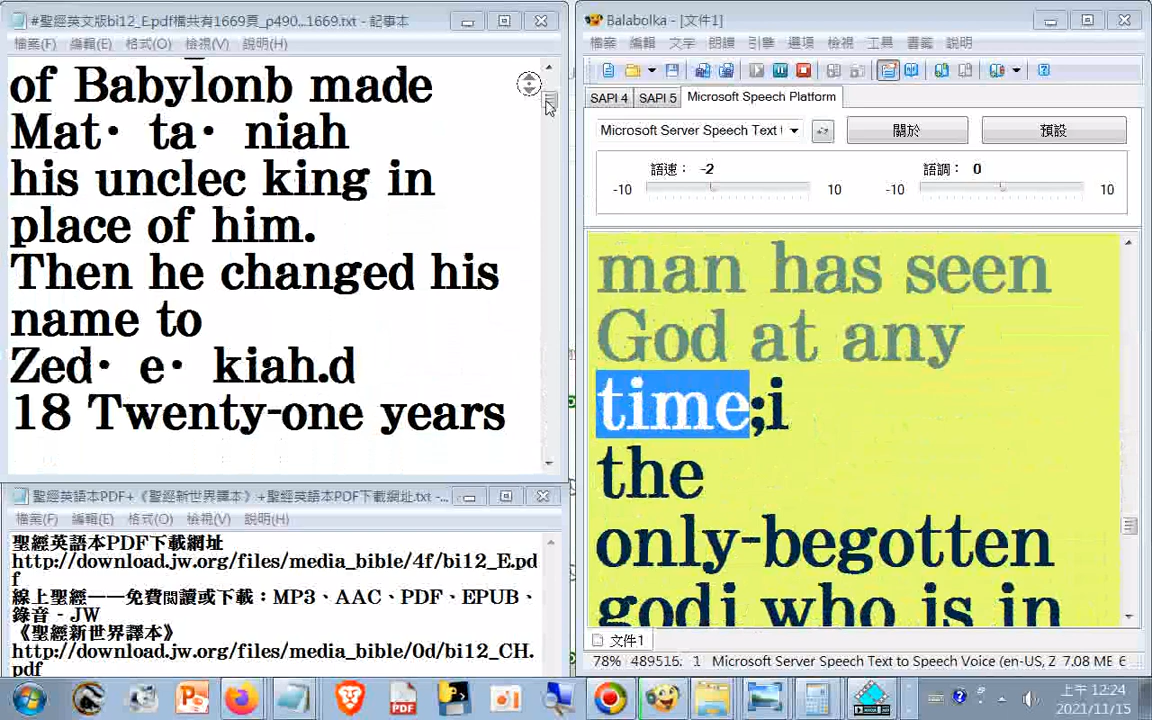 #聖經英文版bi12_E.pdf檔共有1669頁_p490...1669.txt - 記事本
檔案(F) 編輯(E) 格式(O) 檢視(V) 說明(H)
of Babylonb made
Mat· ta· niah
his unclec king in
place of him.
Then he changed his
name to
Zed· e· kiah.d
18 Twenty-one years
聖經英語本PDF+《聖經新世界譯本》+聖經英語本PDF下載網址.txt -...
檔案(F) 編輯(E) 格式(O) 檢視(V) 說明(H)
聖經英語本PDF下載網址
http://download.jw.org/files/media_bible/4f/bi12_E.pd
f
線上聖經——免費閱讀或下載：MP3、AAC、PDF、EPUB、
錄音 - JW
《聖經新世界譯本》
http://download.jw.org/files/media_bible/0d/bi12_CH.
pdf
Balabolka - [文件1]
檔案 編輯 文字 朗讀 引擎 選項 檢視 工具 書籤 說明
SAPI 4 SAPI 5 Microsoft Speech Platform
Microsoft Server Speech Text 關於 預設
語速： -2 語調： 0
-10 10 -10 10
man has seen
God at any
time;i
the
only-begotten
godj who is in
文件1
78% 489515: 1 Microsoft Server Speech Text to Speech Voice (en-US, Z 7.08 MB 6
上午 12:24
2021/11/15